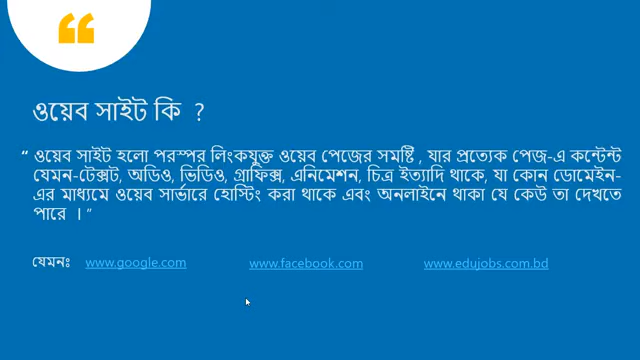 ওয়েব সাইট কি ?
“ ওয়েব সাইট হলো পরস্পর লিংকযুক্ত ওয়েব পেজের সমষ্টি , যার প্রত্যেক পেজ-এ কন্টেন্ট
যেমন-টেক্সট, অডিও, ভিডিও, গ্রাফিক্স, এনিমেশন, চিত্র ইত্যাদি থাকে, যা কোন ডোমেইন-
এর মাধ্যমে ওয়েব সার্ভারে হোস্টিং করা থাকে এবং অনলাইনে থাকা যে কেউ তা দেখতে
পারে । ”
যেমনঃ www.google.com www.facebook.com www.edujobs.com.bd